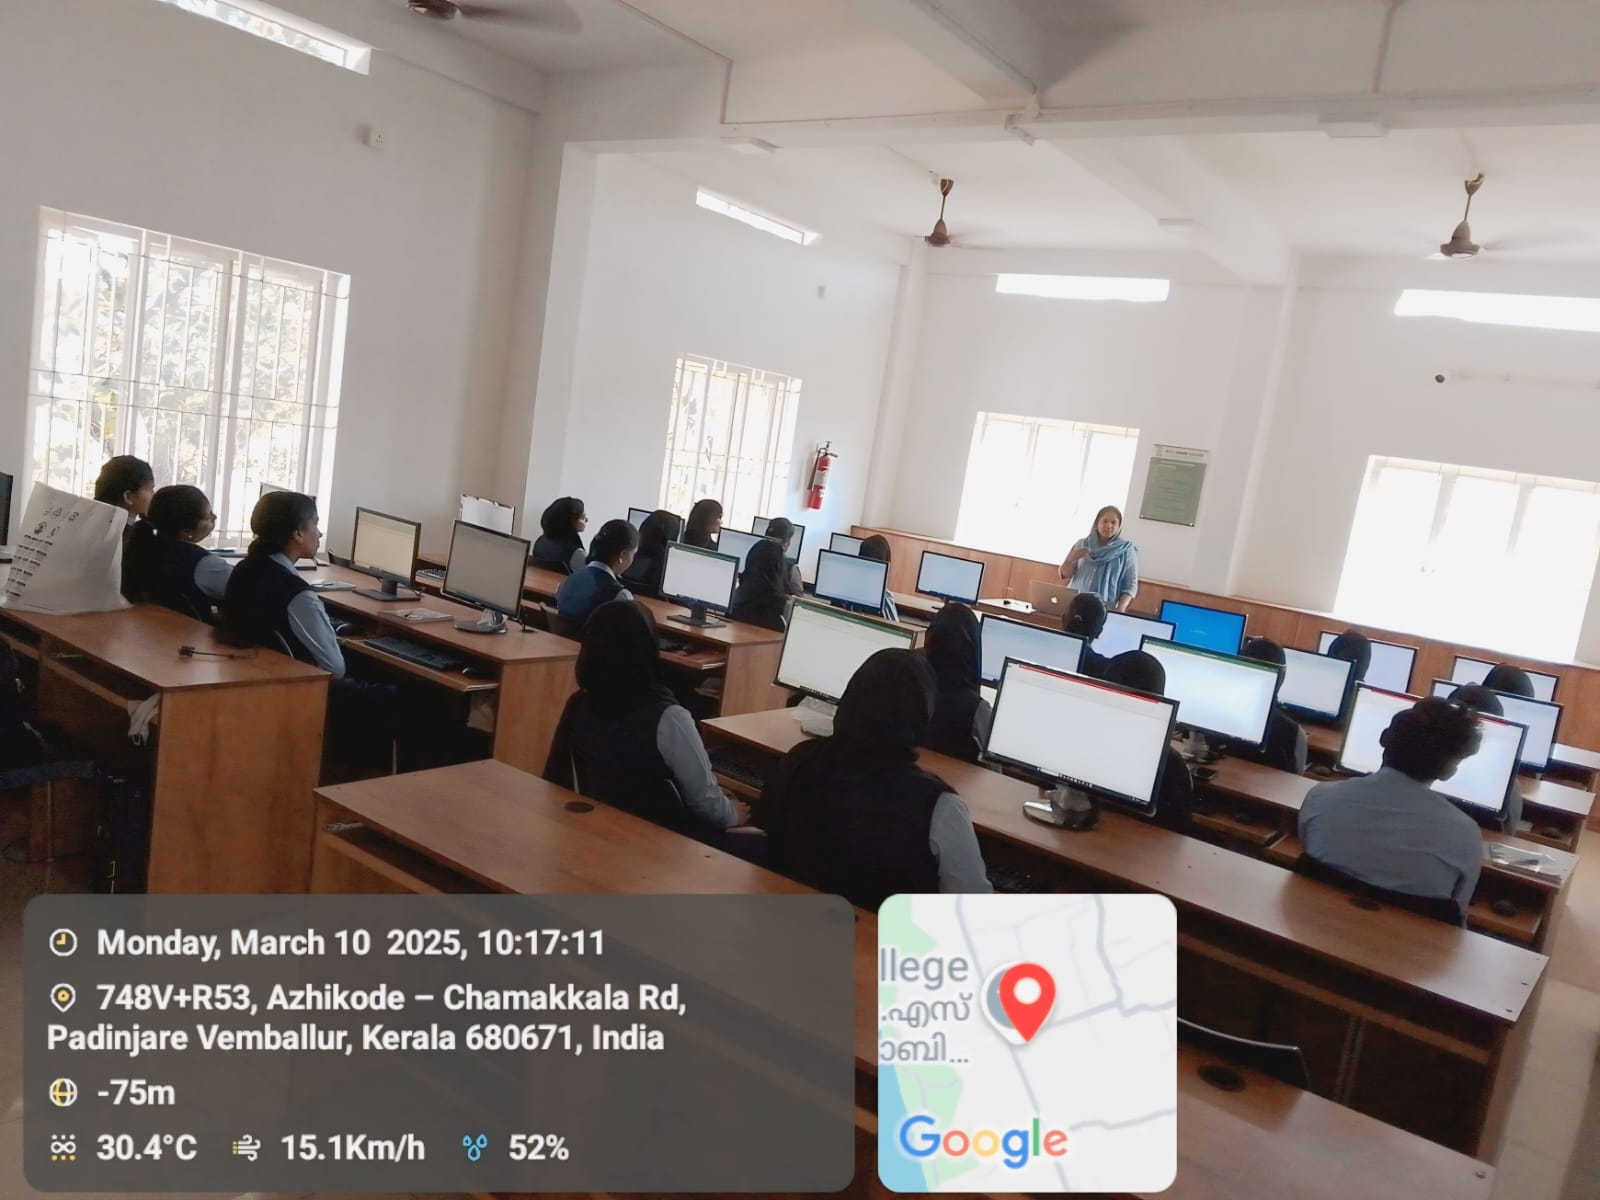 Monday, March 10 2025, 10:17:11
748V+R53, Azhikode – Chamakkala Rd,
Padinjare Vemballur, Kerala 680671, India
-75m
30.4°C 15.1Km/h 52%
llege
.എസ്
ാബി...
Google